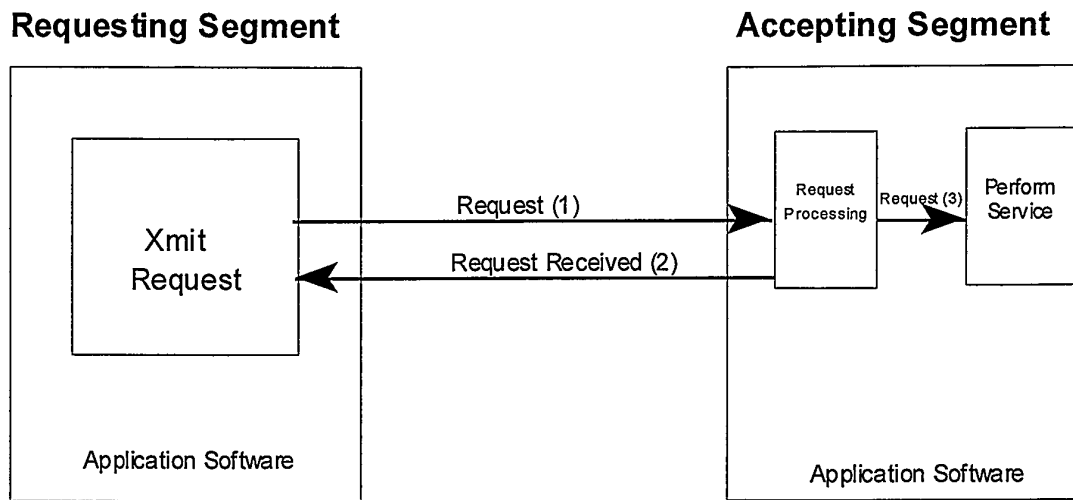 Requesting Segment
Accepting Segment
Xmit
Request
Request (1)
Request Received (2)
Request
Processing
Request (3)
Perform
Service
Application Software
Application Software